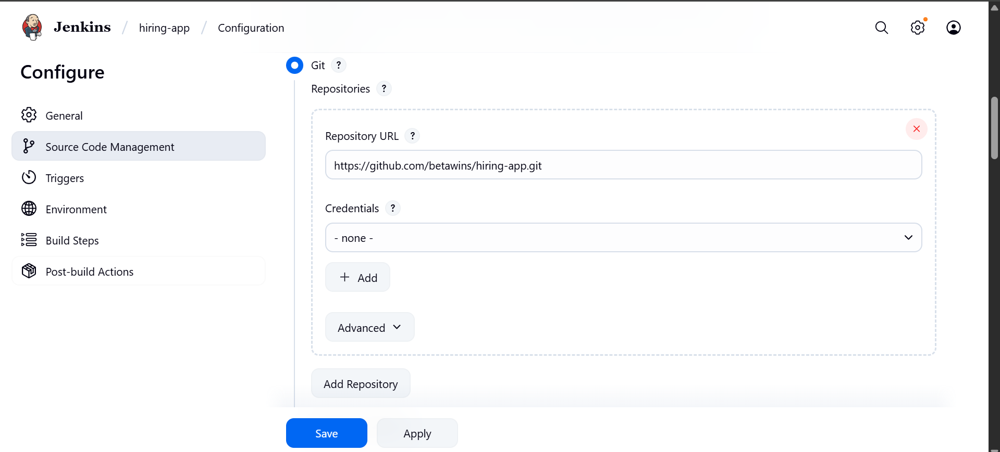 Jenkins / hiring-app / Configuration
Configure
General
Source Code Management
Triggers
Environment
Build Steps
Post-build Actions
Git ?
Repositories ?
Repository URL ?
https://github.com/betawins/hiring-app.git
Credentials ?
- none -
+ Add
Advanced
Add Repository
Save
Apply